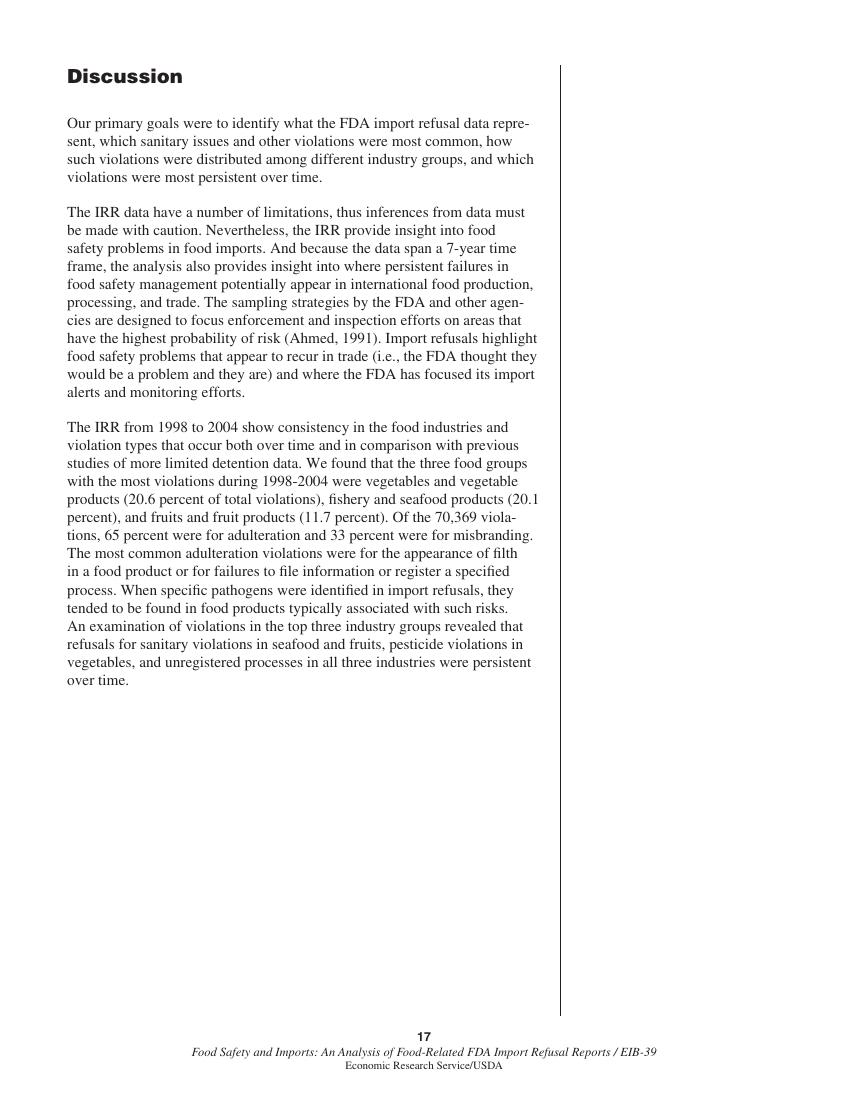 Discussion
Our primary goals were to identify what the FDA import refusal data repre-
sent, which sanitary issues and other violations were most common, how
such violations were distributed among different industry groups, and which
violations were most persistent over time.
The IRR data have a number of limitations, thus inferences from data must
be made with caution. Nevertheless, the IRR provide insight into food
safety problems in food imports. And because the data span a 7-year time
frame, the analysis also provides insight into where persistent failures in
food safety management potentially appear in international food production,
processing, and trade. The sampling strategies by the FDA and other agen-
cies are designed to focus enforcement and inspection efforts on areas that
have the highest probability of risk (Ahmed, 1991). Import refusals highlight
food safety problems that appear to recur in trade (i.e., the FDA thought they
would be a problem and they are) and where the FDA has focused its import
alerts and monitoring efforts.
The IRR from 1998 to 2004 show consistency in the food industries and
violation types that occur both over time and in comparison with previous
studies of more limited detention data. We found that the three food groups
with the most violations during 1998-2004 were vegetables and vegetable
products (20.6 percent of total violations), fishery and seafood products (20.1
percent), and fruits and fruit products (11.7 percent). Of the 70,369 viola-
tions, 65 percent were for adulteration and 33 percent were for misbranding.
The most common adulteration violations were for the appearance of filth
in a food product or for failures to file information or register a specified
process. When specific pathogens were identified in import refusals, they
tended to be found in food products typically associated with such risks.
An examination of violations in the top three industry groups revealed that
refusals for sanitary violations in seafood and fruits, pesticide violations in
vegetables, and unregistered processes in all three industries were persistent
over time.
17
Food Safety and Imports: An Analysis of Food-Related FDA Import Refusal Reports / EIB-39
Economic Research Service/USDA